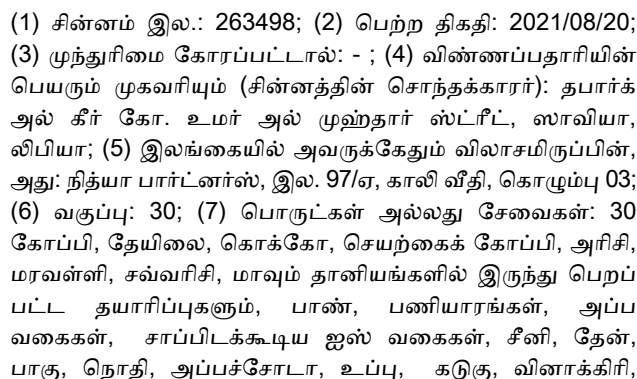 (1) சின்னம் இல.: 263498; (2) பெற்ற திகதி: 2021/08/20;
(3) முந்துரிமை கோரப்பட்டால்: - ; (4) விண்ணப்பதாரியின்
பெயரும் முகவரியும் (சின்னத்தின் சொந்தக்காரர்): தபார்க்
அல் கீர் கோ. உமர் அல் முஹ்தார் ஸ்ட்ரீட், ஸாவியா,
லிபியா; (5) இலங்கையில் அவருக்கேதும் விலாசமிருப்பின்,
அது: நித்யா பார்ட்னர்ஸ், இல. 97/ஏ, காலி வீதி, கொழும்பு 03;
(6) வகுப்பு: 30; (7) பொருட்கள் அல்லது சேவைகள்: 30
கோப்பி, தேயிலை, கொக்கோ, செயற்கைக் கோப்பி, அரிசி,
மரவள்ளி, சவ்வரிசி, மாவும் தானியங்களில் இருந்து பெறப்
பட்ட தயாரிப்புகளும், பாண், பணியாரங்கள், அப்ப
வகைகள், சாப்பிடக்கூடிய ஐஸ் வகைகள், சீனி, தேன்,
பாகு, நொதி, அப்பச்சோடா, உப்பு, கடுகு, வினாக்கிரி,